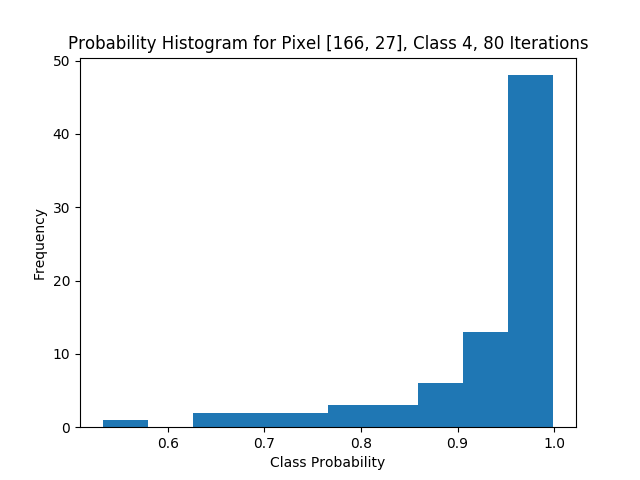 Probability Histogram for Pixel [166, 27], Class 4, 80 Iterations
50
40
30
20
10
0
Frequency
0.6 0.7 0.8 0.9 1.0
Class Probability